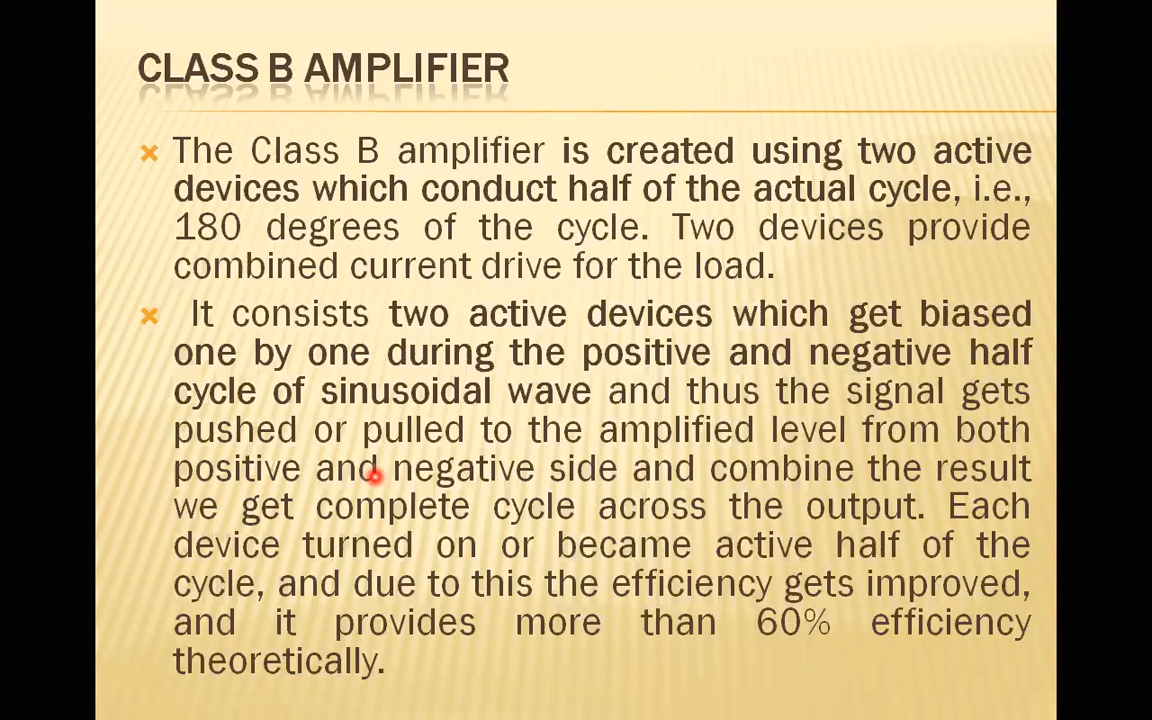 CLASS B AMPLIFIER
The Class B amplifier is created using two active
devices which conduct half of the actual cycle, i.e.,
180 degrees of the cycle. Two devices provide
combined current drive for the load.
It consists two active devices which get biased
one by one during the positive and negative half
cycle of sinusoidal wave and thus the signal gets
pushed or pulled to the amplified level from both
positive and negative side and combine the result
we get complete cycle across the output. Each
device turned on or became active half of the
cycle, and due to this the efficiency gets improved,
and it provides more than 60% efficiency
theoretically.